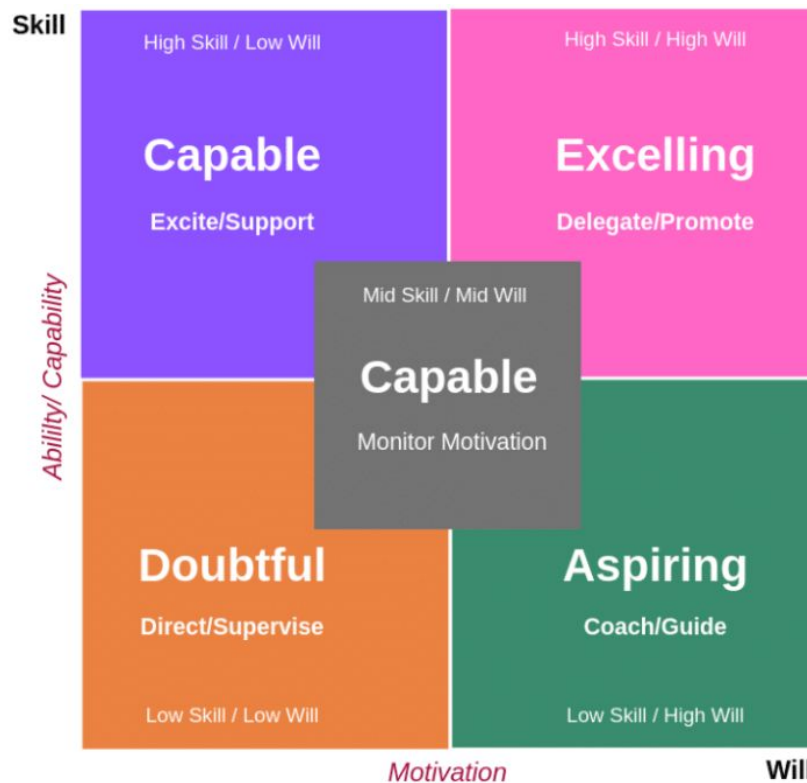 Skill
High Skill / Low Will
Capable
Excite/Support
High Skill / High Will
Excelling
Delegate/Promote
Mid Skill / Mid Will
Capable
Monitor Motivation
Abililty/ Capability
Doubtful
Direct/Supervise
Low Skill / Low Will
Aspiring
Coach/Guide
Low Skill / High Will
Motivation
Will